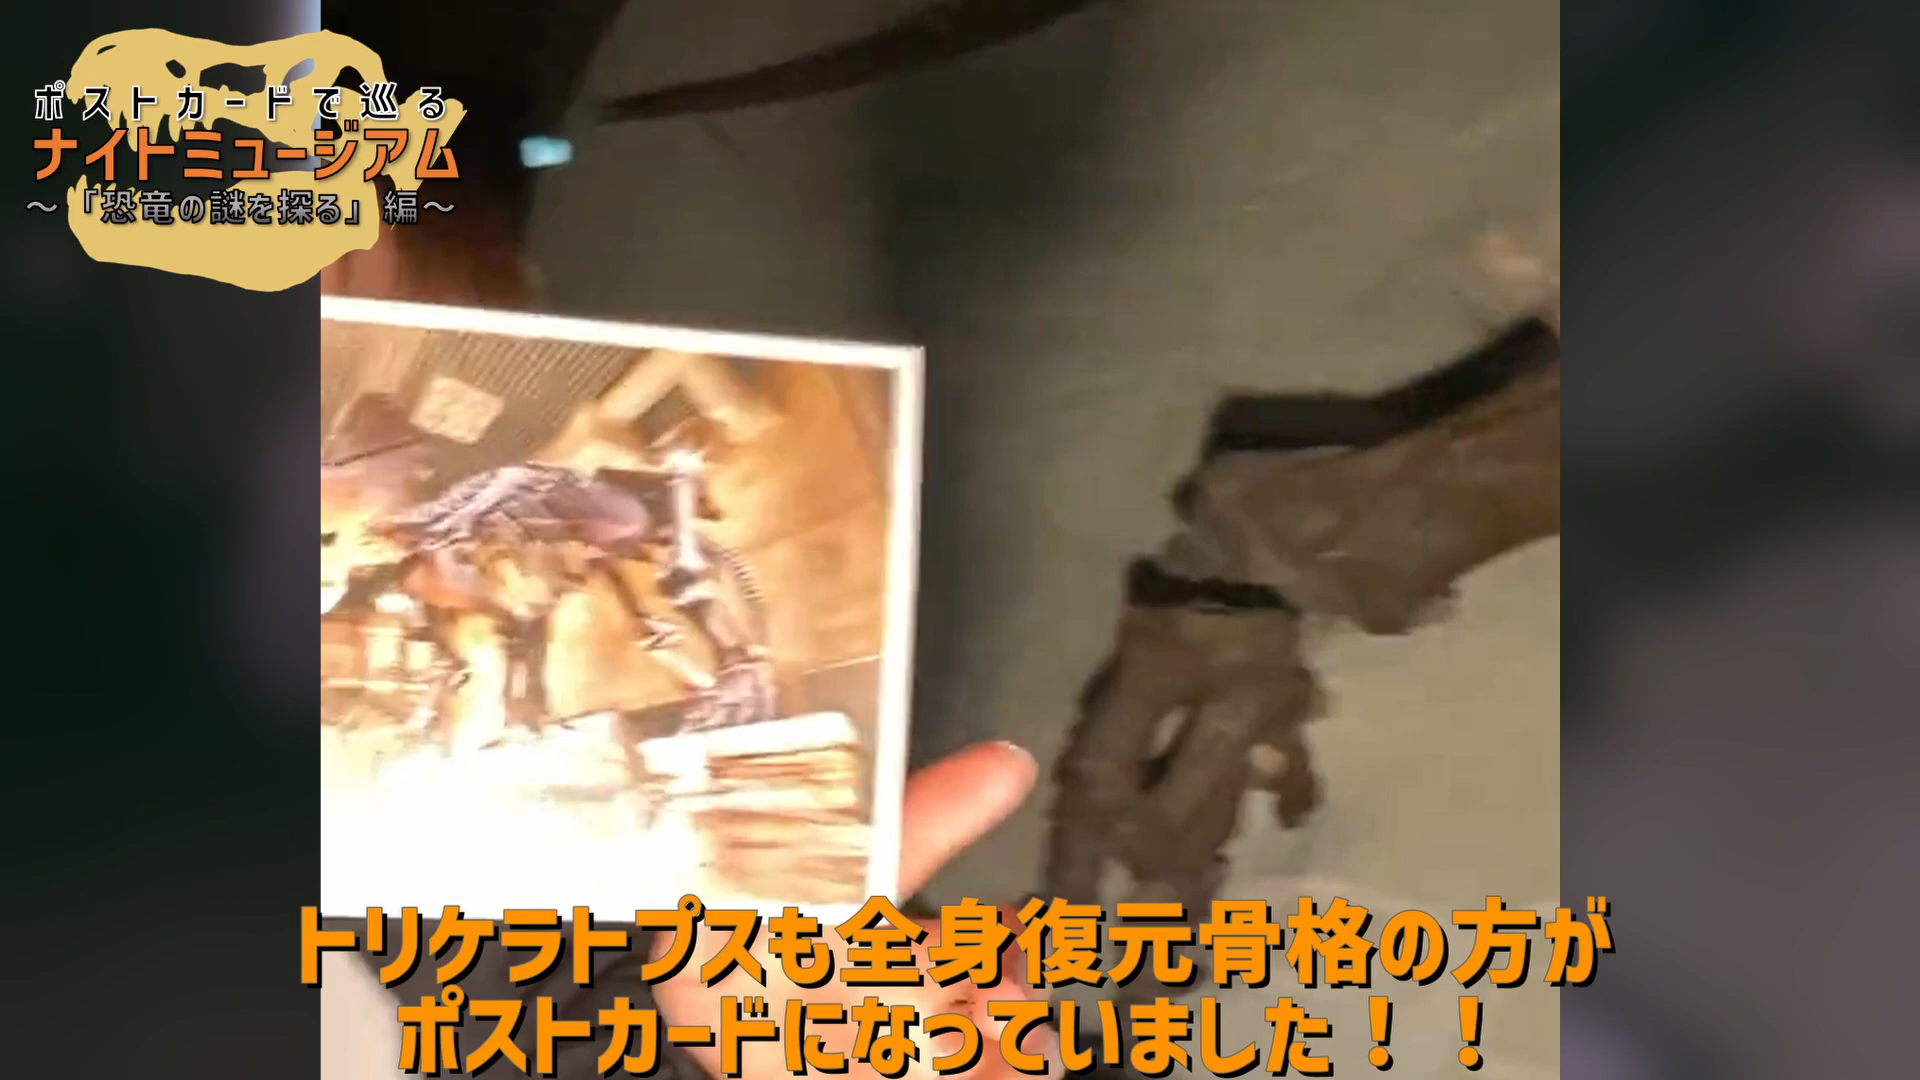 ポストカードで巡る
ナイトミュージアム
～「恐竜の謎を探る」編～
トリケラトプスも全身復元骨格の方が
ポストカードになっていました！！